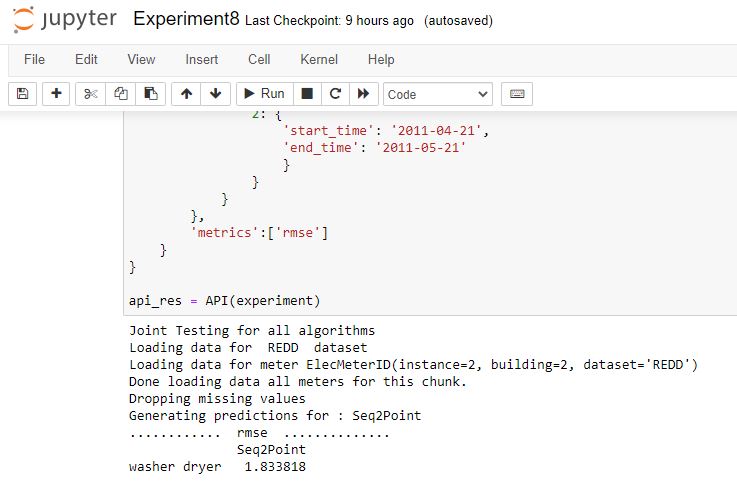 jupyter Experiment8 Last Checkpoint: 9 hours ago (autosaved)
File Edit View Insert Cell Kernel Help
Run Code
2: {
'start_time': '2011-04-21',
'end_time': '2011-05-21'
}
}
}
},
'metrics':['rmse']
}
}
api_res = API(experiment)
Joint Testing for all algorithms
Loading data for  REDD  dataset
Loading data for meter ElecMeterID(instance=2, building=2, dataset='REDD')
Done loading data all meters for this chunk.
Dropping missing values
Generating predictions for : Seq2Point
............  rmse  ..............
Seq2Point
washer dryer   1.833818